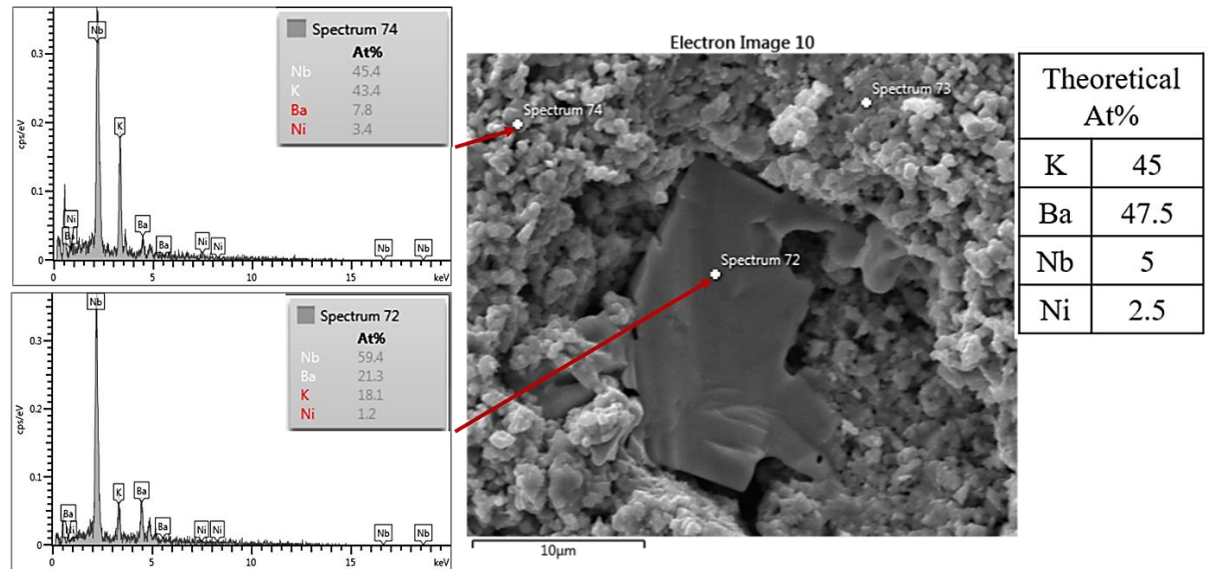 Spectrum 74
At%
Nb 45.4
K 43.4
Ba 7.8
Ni 3.4
cps/eV
0.3
0.2
0.1
0
Nb
K
Ni
Ba
Ba
Ni
Ni
Nb
Nb
0
5
10
15
keV
Spectrum 72
At%
Nb 59.4
Ba 21.3
K 18.1
Ni 1.2
cps/eV
0.3
0.2
0.1
0
Nb
K
Ba
Ba
Ni
Ba
Ni
Ni
Nb
Nb
0
5
10
15
keV
Electron Image 10
Spectrum 74
Spectrum 73
Spectrum 72
10μm
Theoretical
At%
K 45
Ba 47.5
Nb 5
Ni 2.5